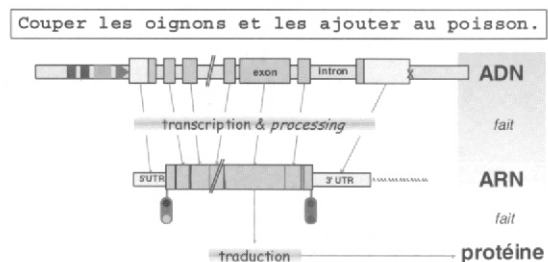 Couper les oignons et les ajouter au poisson.
exon
intron
ADN
transcription & processing
fait
5'UTR
3' UTR
ARN
fait
traduction
protéine